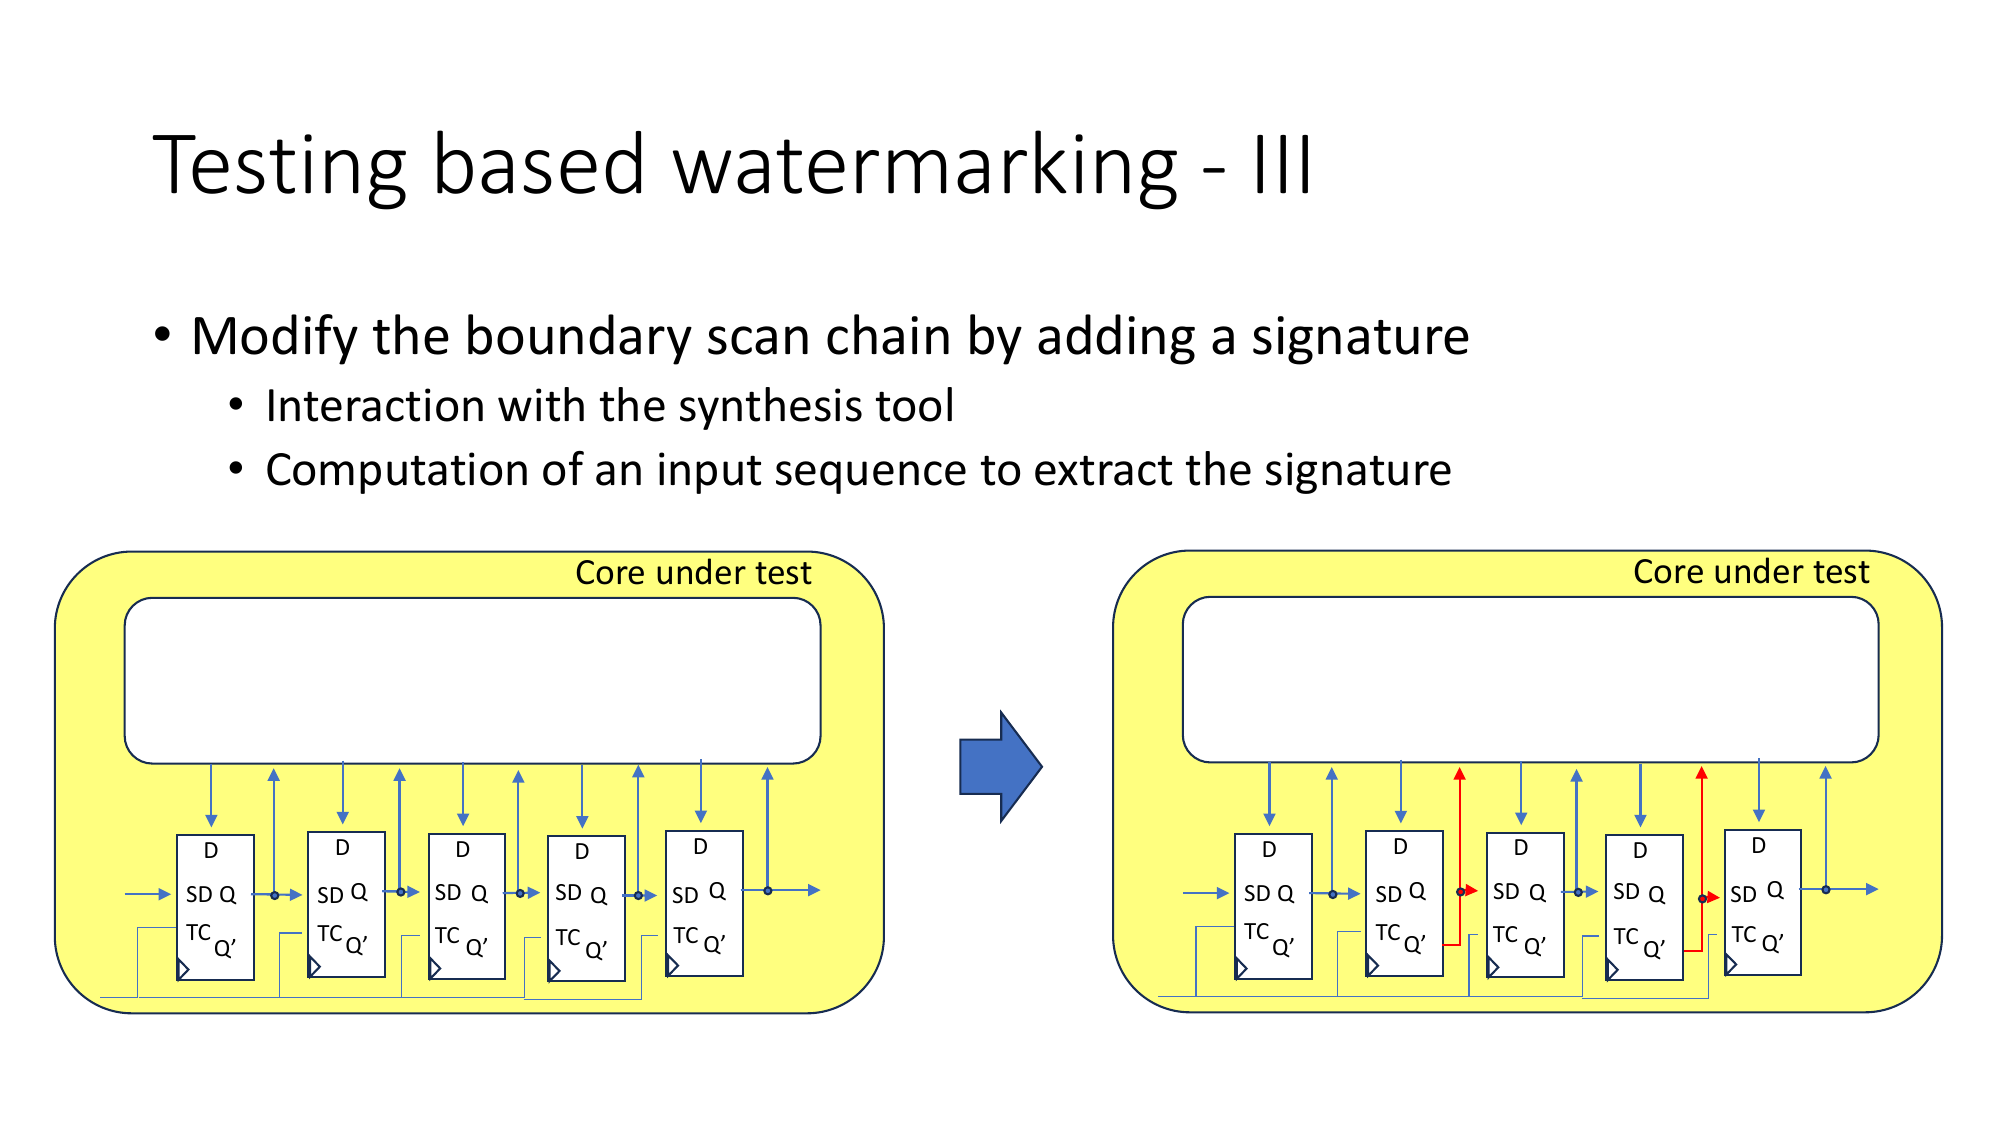 Testing based watermarking - III
• Modify the boundary scan chain by adding a signature
• Interaction with the synthesis tool
• Computation of an input sequence to extract the signature
Core under test
D
SD Q
TC
Q’
D
SD Q
TC
Q’
D
SD Q
TC
Q’
D
SD Q
TC
Q’
D
SD Q
TC
Q’
Core under test
D
SD Q
TC
Q’
D
SD Q
TC
Q’
D
SD Q
TC
Q’
D
SD Q
TC
Q’
D
SD Q
TC
Q’